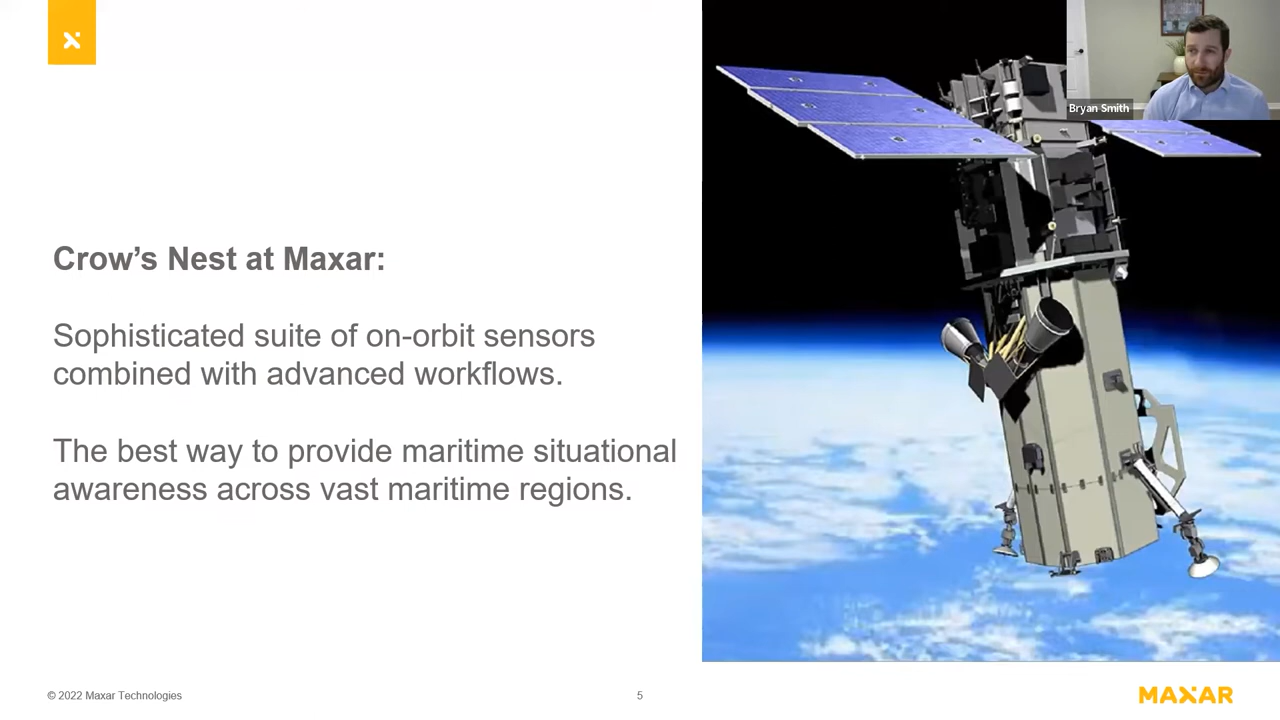 Bryan Smith
Crow’s Nest at Maxar:
Sophisticated suite of on-orbit sensors
combined with advanced workflows.
The best way to provide maritime situational
awareness across vast maritime regions.
© 2022 Maxar Technologies
5
MAXAR